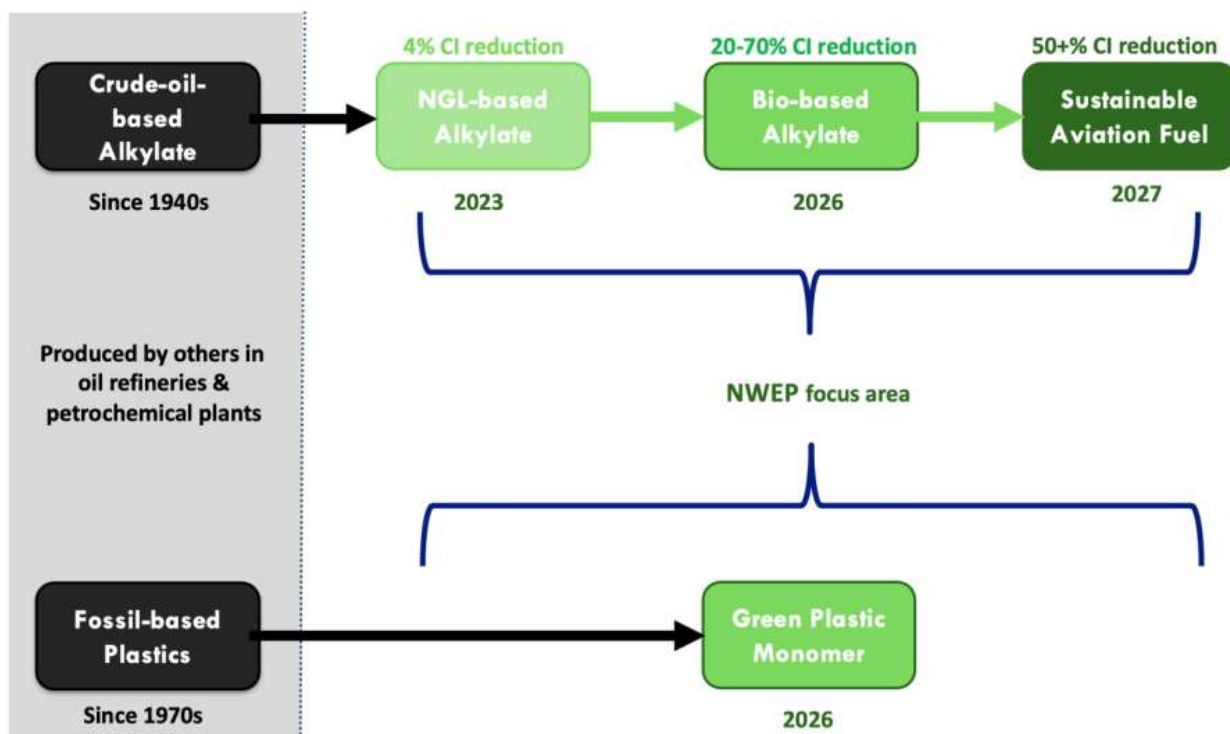 4% CI reduction
20-70% CI reduction
50+% CI reduction
Crude-oil-
based
Alkylate
NGL-based
Alkylate
Bio-based
Alkylate
Sustainable
Aviation Fuel
Since 1940s
2023
2026
2027
Produced by others in
oil refineries &
petrochemical plants
NWEP focus area
Fossil-based
Plastics
Green Plastic
Monomer
Since 1970s
2026